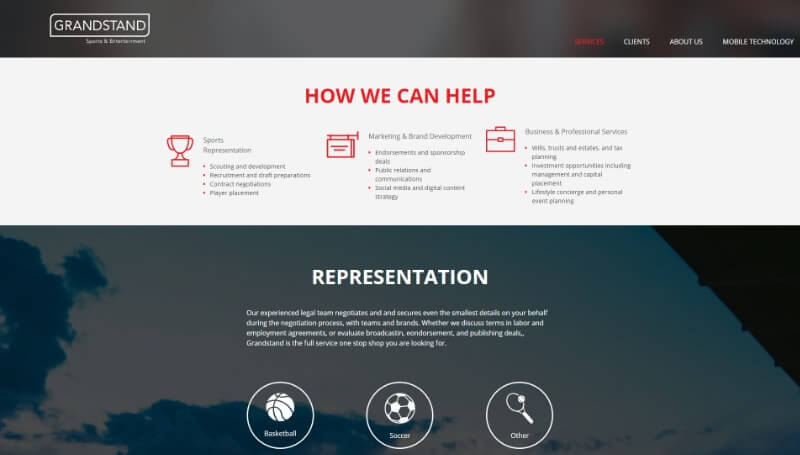 GRANDSTAND
Sports & Entertainment
SERVICES CLIENTS ABOUT US MOBILE TECHNOLOGY
HOW WE CAN HELP
Sports
Representation
Scouting and development
Recruitment and draft preparations
Contract negotiations
Player placement
Marketing & Brand Development
Endorsements and sponsorship
deals
Public relations and
communications
Social media and digital content
strategy
Business & Professional Services
Wills, trusts and estates, and tax
planning
Investment opportunities including
management and capital
placement
Lifestyle concierge and personal
event planning
REPRESENTATION
Our experienced legal team negotiates and and secures even the smallest details on your behalf
during the negotiation process, with teams and brands. Whether we discuss terms in labor and
employment agreements, or evaluate broadcastin, eondorsement, and publishing deals,,
Grandstand is the full service one stop shop you are looking for.
Basketball
Soccer
Other